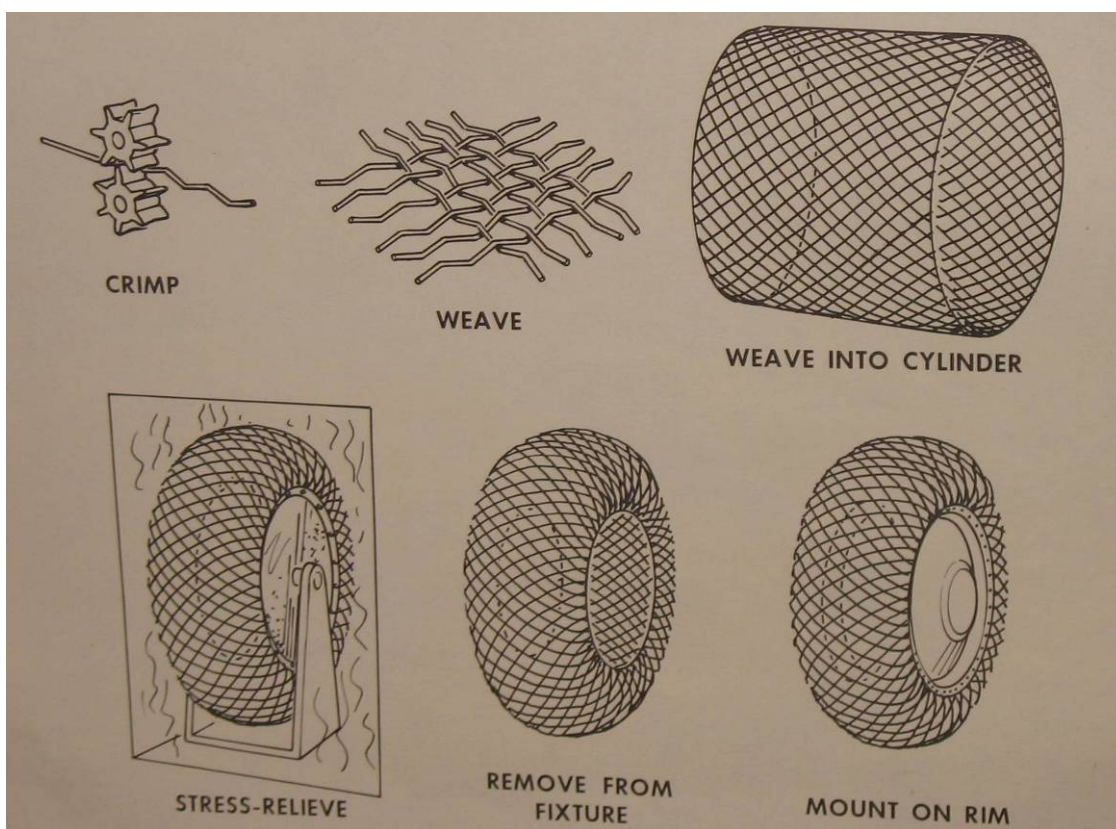 CRIMP
WEAVE
WEAVE INTO CYLINDER
STRESS-RELIEVE
REMOVE FROM
FIXTURE
MOUNT ON RIM